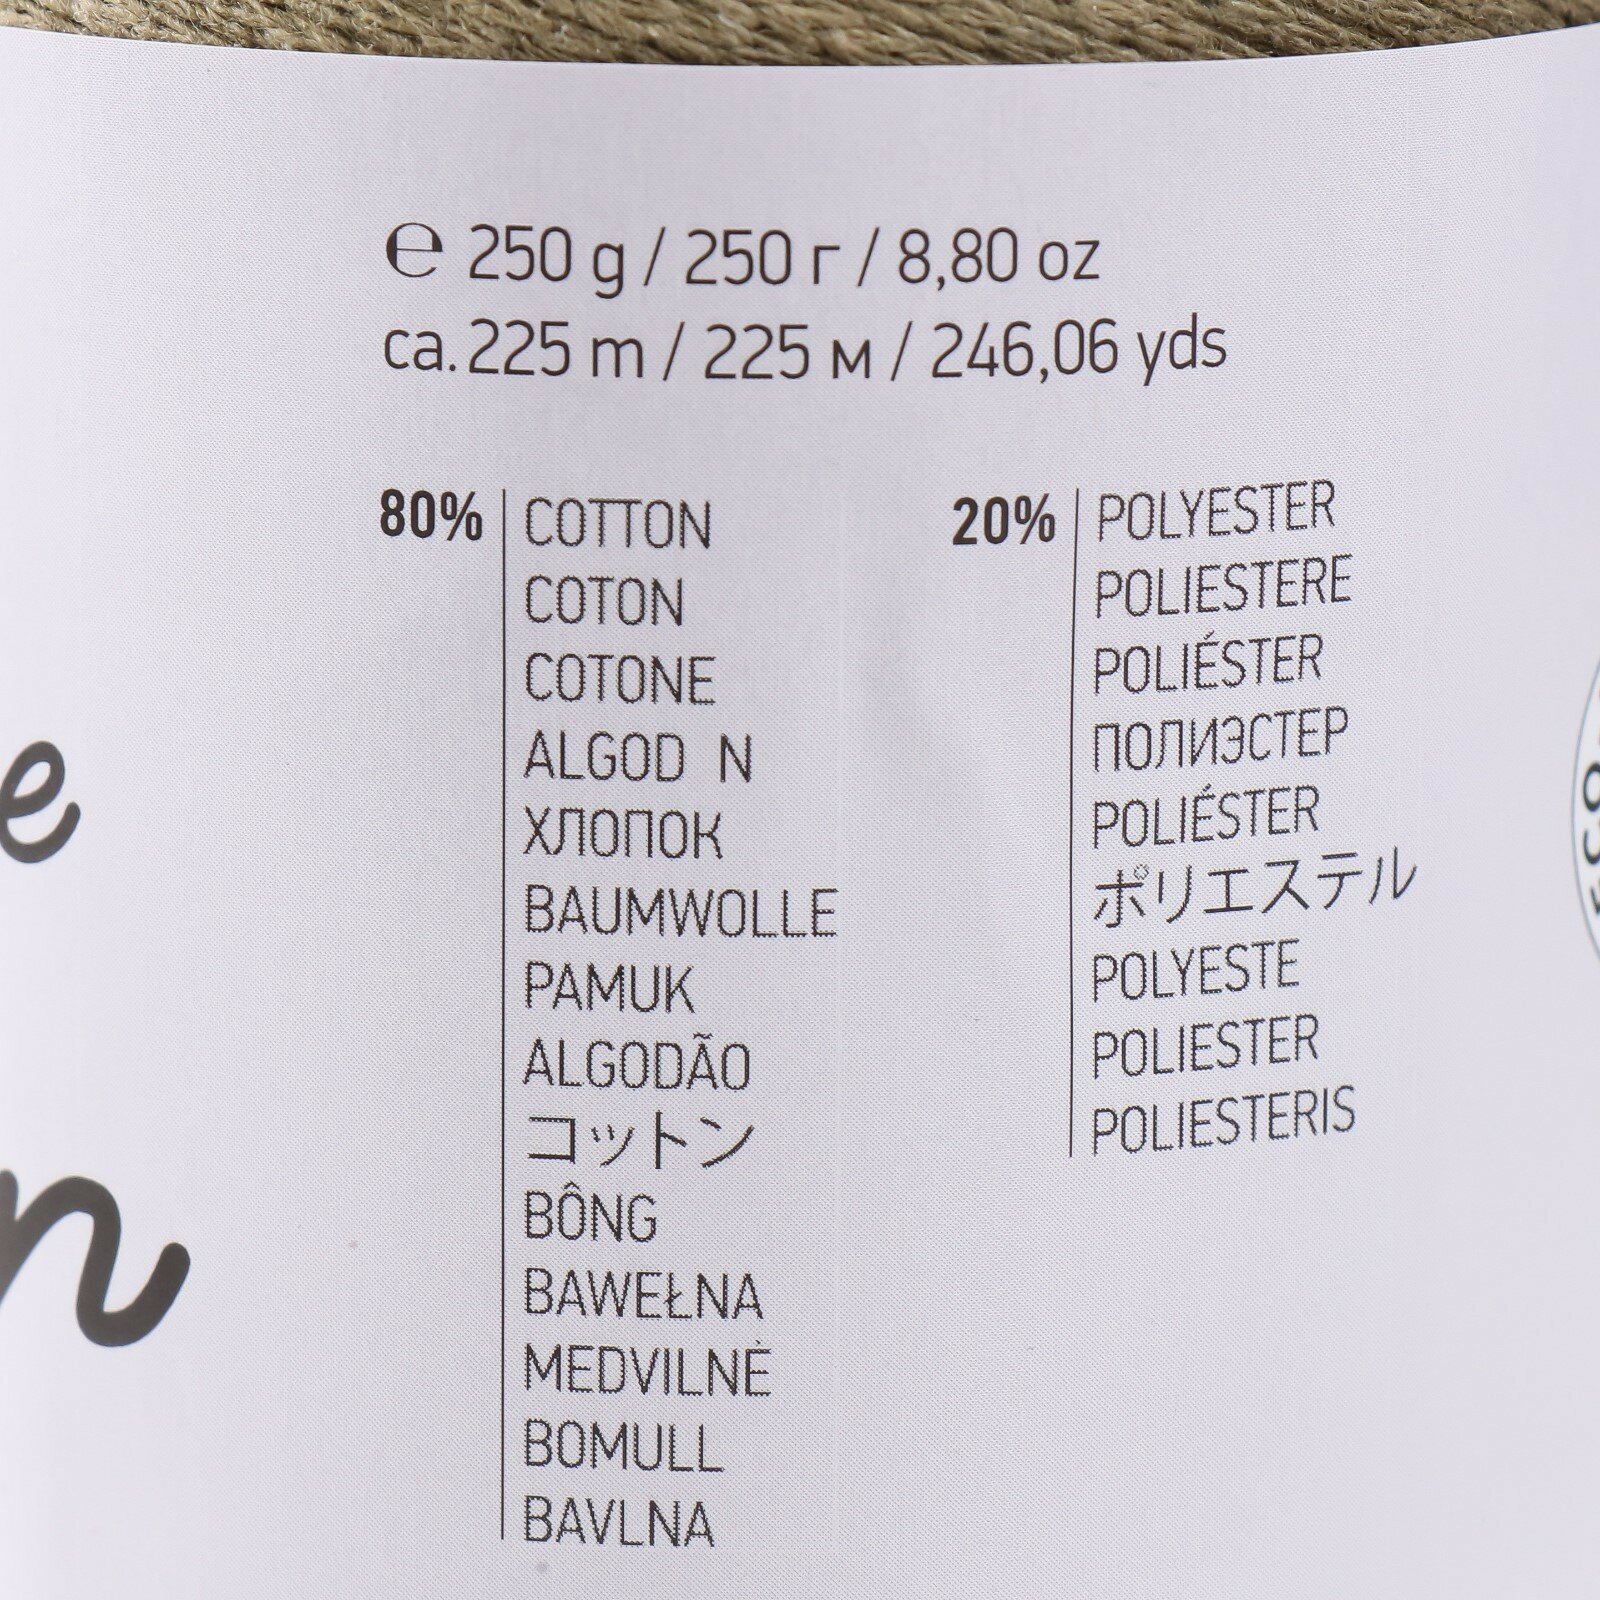 ℮ 250 g / 250 г / 8,80 oz
ca. 225 m / 225 м / 246,06 yds
80%
COTTON
COTON
COTONE
ALGOD N
ХЛОПОК
BAUMWOLLE
PAMUK
ALGODÃO
コットン
BÔNG
BAWEŁNA
MEDVILNĖ
BOMULL
BAVLNA
20%
POLYESTER
POLIESTERE
POLIÉSTER
ПОЛИЭСТЕР
POLIÉSTER
ポリエステル
POLYESTE
POLIESTER
POLIESTERIS
e
n
ECO